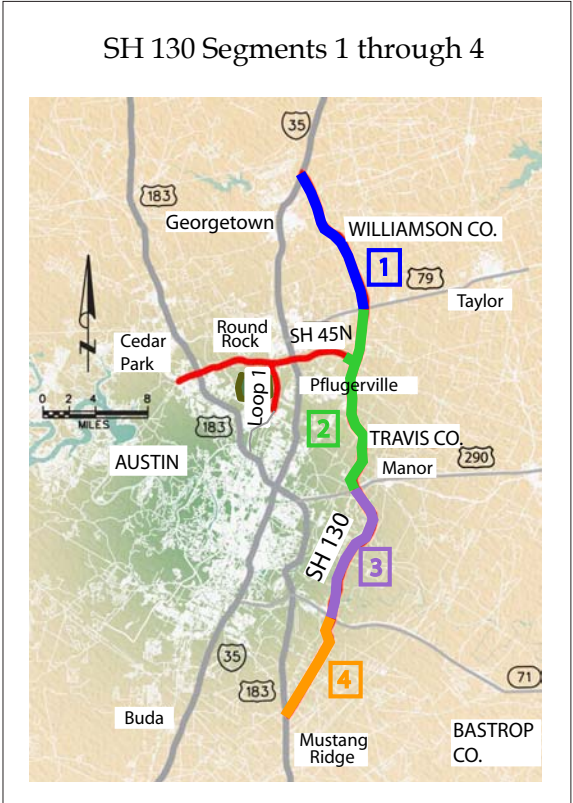 SH 130 Segments 1 through 4
35
183
Georgetown
WILLIAMSON CO.
1
79
Taylor
N
Round
Rock
SH 45N
Cedar
Park
Pflugerville
Loop 1
0 4 8
MILES
183
2
TRAVIS CO.
290
AUSTIN
Manor
SH 130
3
35
4
71
183
Buda
Mustang
Ridge
BASTROP
CO.